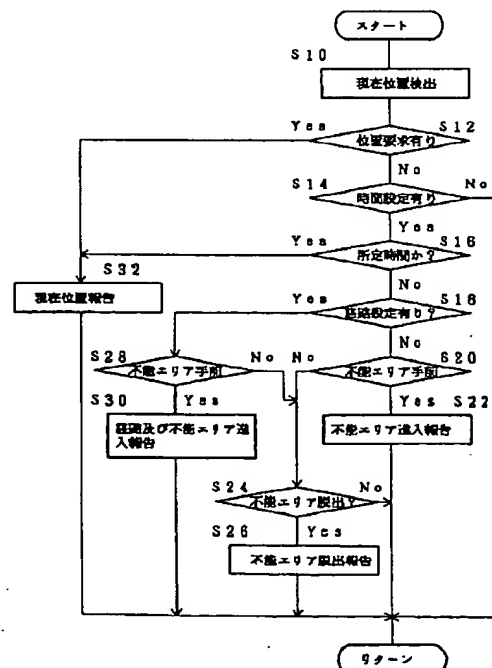 スタート
S10
現在位置検出
Yes
S12
位置要求有り
No
S14
時間設定有り
No
Yes
Yes
S16
所定時間か?
S32
No
現在位置報告
Yes
S18
経路設定有り?
No
S28
No
No
S20
不能エリア手前
不能エリア手前
S30
Yes
Yes
S22
経路及び不能エリア進
入報告
不能エリア進入報告
S24
No
不能エリア脱出?
S26
Yes
不能エリア脱出報告
リターン